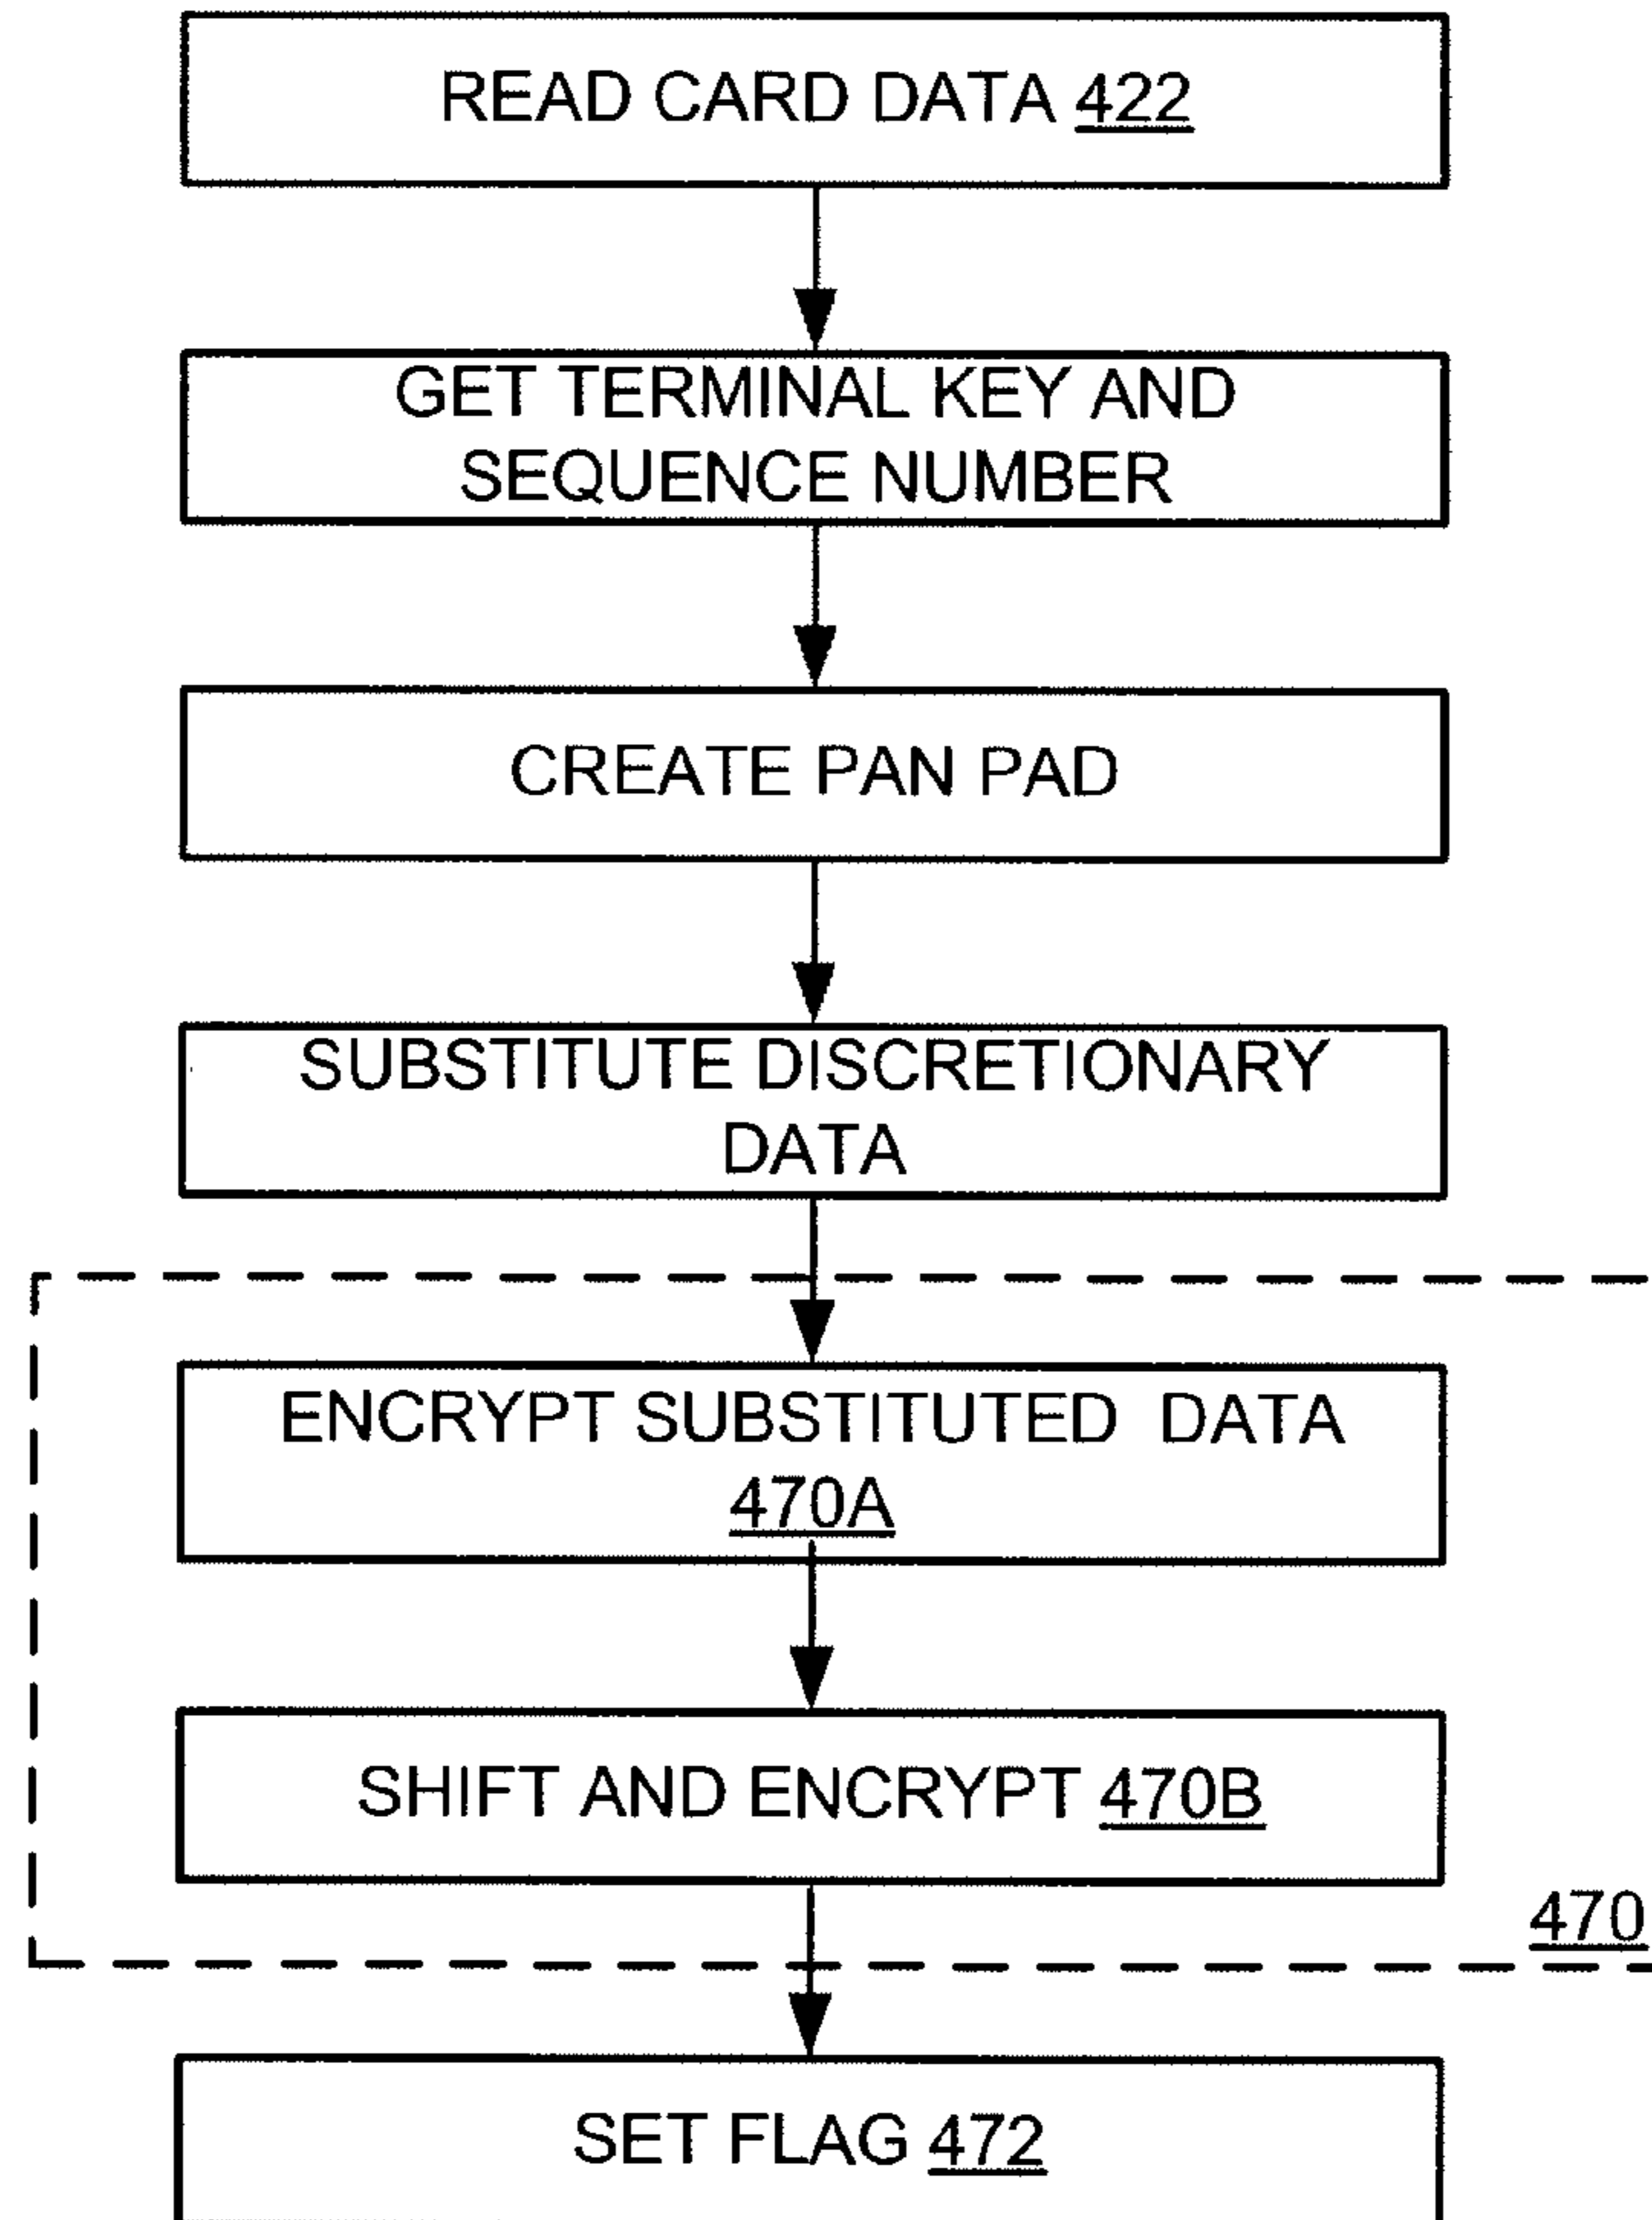 READ CARD DATA 422
GET TERMINAL KEY AND
SEQUENCE NUMBER
CREATE PAN PAD
SUBSTITUTE DISCRETIONARY
DATA
ENCRYPT SUBSTITUTED DATA
470A
SHIFT AND ENCRYPT 470B
470
SET FLAG 472